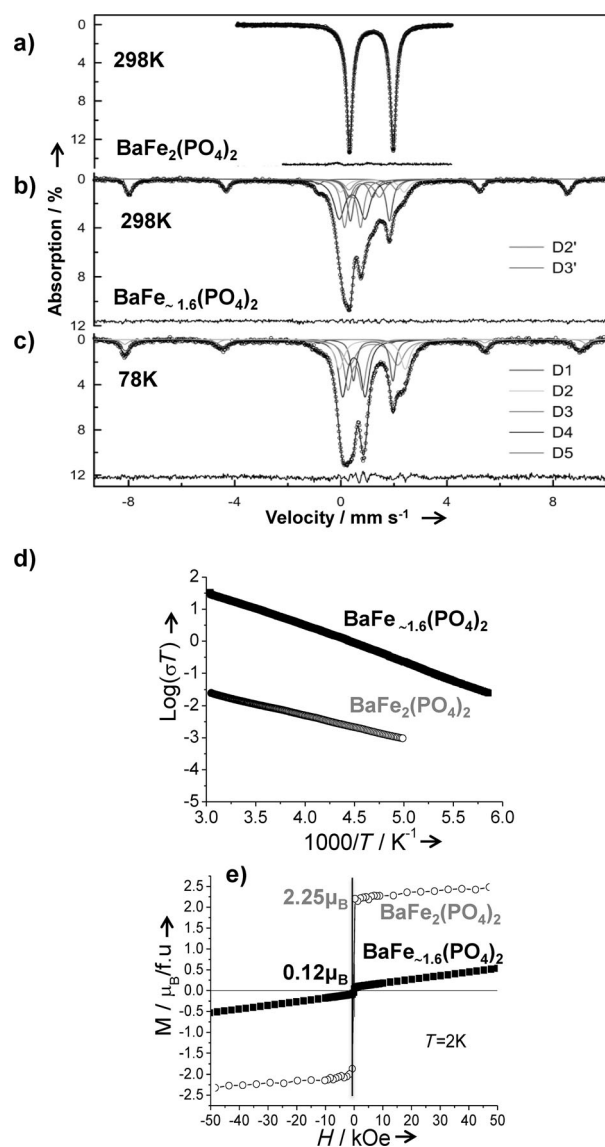 a)
0
4
8
12
298K
BaFe2(PO4)2
b)
0
4
8
12
298K
BaFe~1.6(PO4)2
D2'
D3'
Absorption / % →
c)
0
4
8
12
78K
D1
D2
D3
D4
D5
-8 -4 0 4 8
Velocity / mm s-1 →
d)
2
1
0
-1
-2
-3
-4
-5
Log(σT) →
BaFe~1.6(PO4)2
BaFe2(PO4)2
3.0 3.5 4.0 4.5 5.0 5.5 6.0
1000/T / K-1 →
e)
2.5
2.0
1.5
1.0
0.5
0.0
-0.5
-1.0
-1.5
-2.0
-2.5
M / μB/f.u →
2.25μB
BaFe2(PO4)2
BaFe~1.6(PO4)2
0.12μB
T=2K
-50 -40 -30 -20 -10 0 10 20 30 40 50
H / kOe →